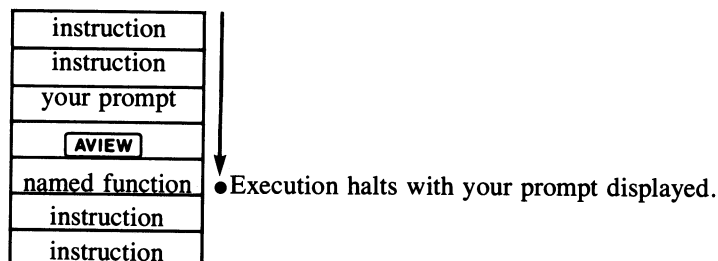 instruction
instruction
your prompt
AVIEW
named function ●Execution halts with your prompt displayed.
instruction
instruction